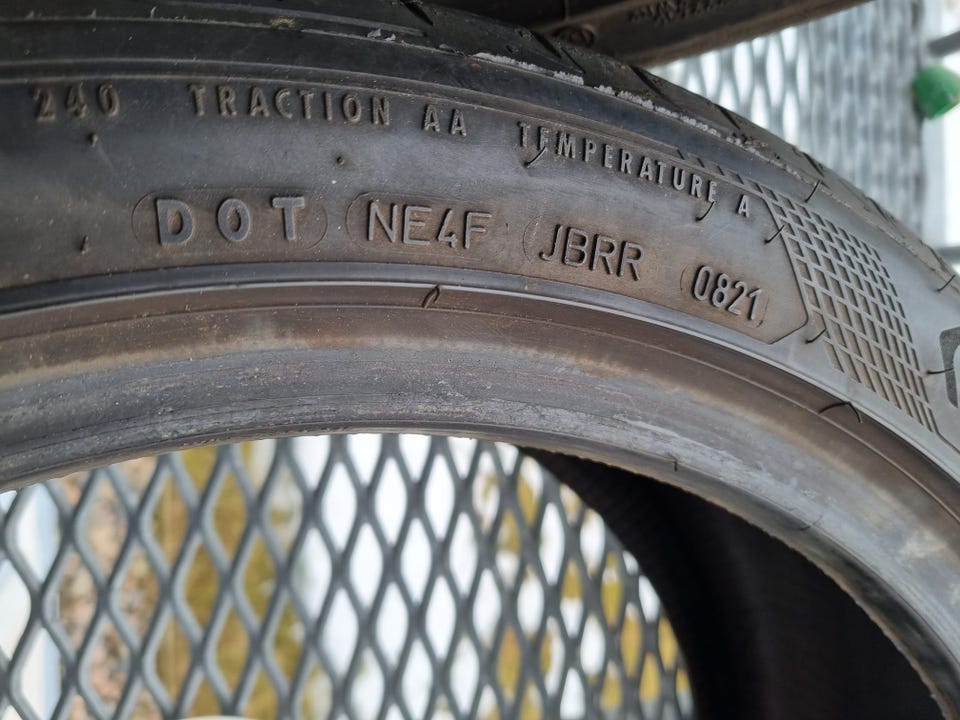 240 TRACTION AA TEMPERATURE A
DOT NE4F JBRR 0821